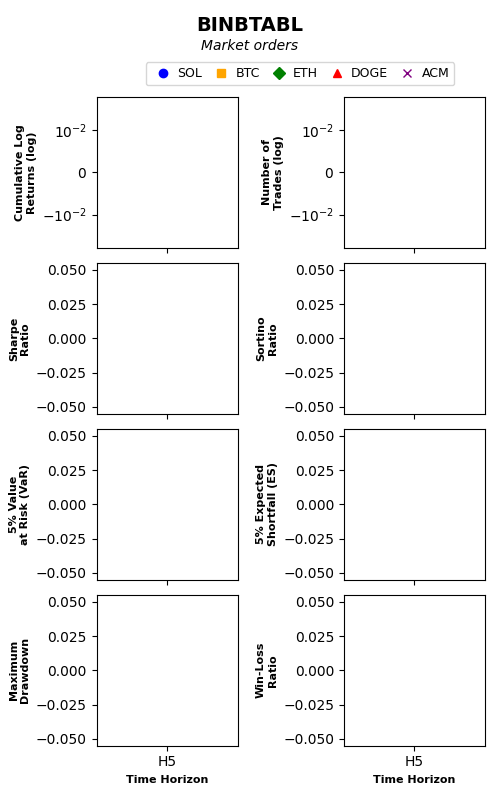 BINBTABL
Market orders
SOL BTC ETH DOGE ACM
Cumulative Log
Returns (log)
10⁻²
0
−10⁻²
Number of
Trades (log)
10⁻²
0
−10⁻²
Sharpe
Ratio
0.050
0.025
0.000
−0.025
−0.050
Sortino
Ratio
0.050
0.025
0.000
−0.025
−0.050
5% Value
at Risk (VaR)
0.050
0.025
0.000
−0.025
−0.050
5% Expected
Shortfall (ES)
0.050
0.025
0.000
−0.025
−0.050
Maximum
Drawdown
0.050
0.025
0.000
−0.025
−0.050
H5
Time Horizon
Win-Loss
Ratio
0.050
0.025
0.000
−0.025
−0.050
H5
Time Horizon